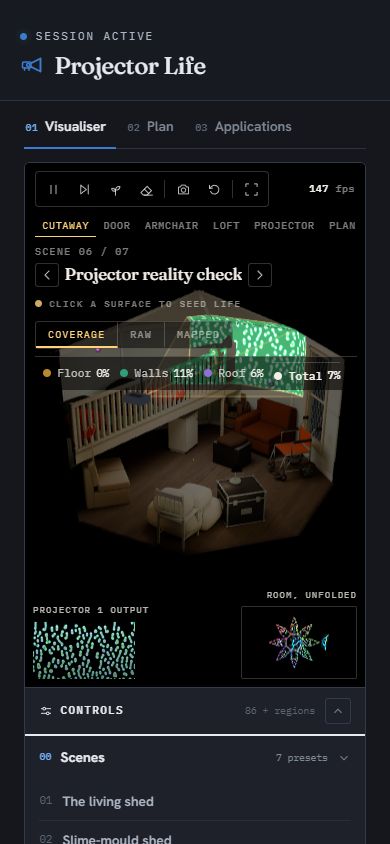 SESSION ACTIVE
Projector Life
01 Visualiser 02 Plan 03 Applications
147 fps
CUTAWAY DOOR ARMCHAIR LOFT PROJECTOR PLAN
SCENE 06 / 07
Projector reality check
CLICK A SURFACE TO SEED LIFE
COVERAGE RAW MAPPED
Floor 0% Walls 11% Roof 6% Total 7%
ROOM, UNFOLDED
PROJECTOR 1 OUTPUT
CONTROLS 86 + regions
00 Scenes 7 presets
01 The living shed
02 Slime-mould shed